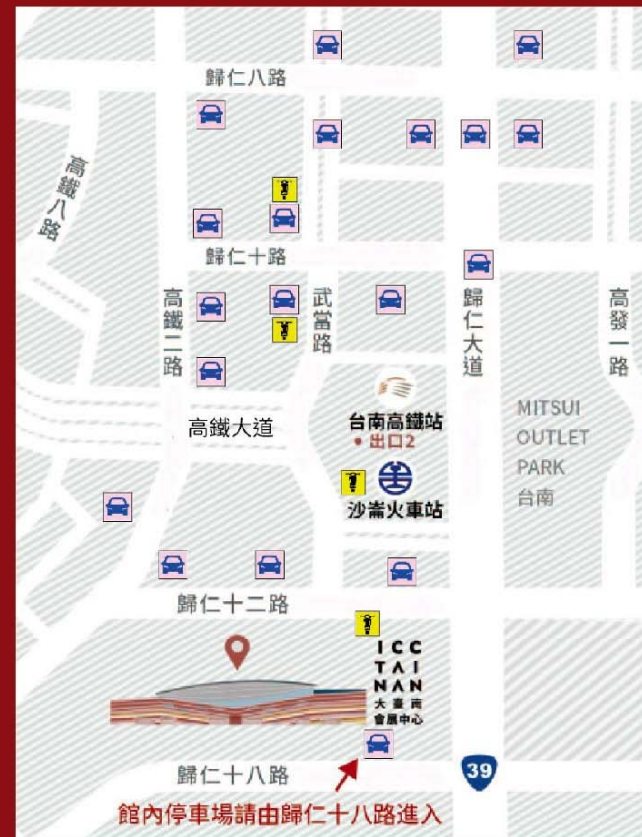 歸仁八路
高鐵八路
歸仁十路
高鐵二路
武當路
歸仁大道
高發一路
台南高鐵站
• 出口2
高鐵大道
MITSUI
OUTLET
PARK
台南
沙崙火車站
歸仁十二路
I C C
T A I
N A N
大臺南
會展中心
歸仁十八路
39
館內停車場請由歸仁十八路進入